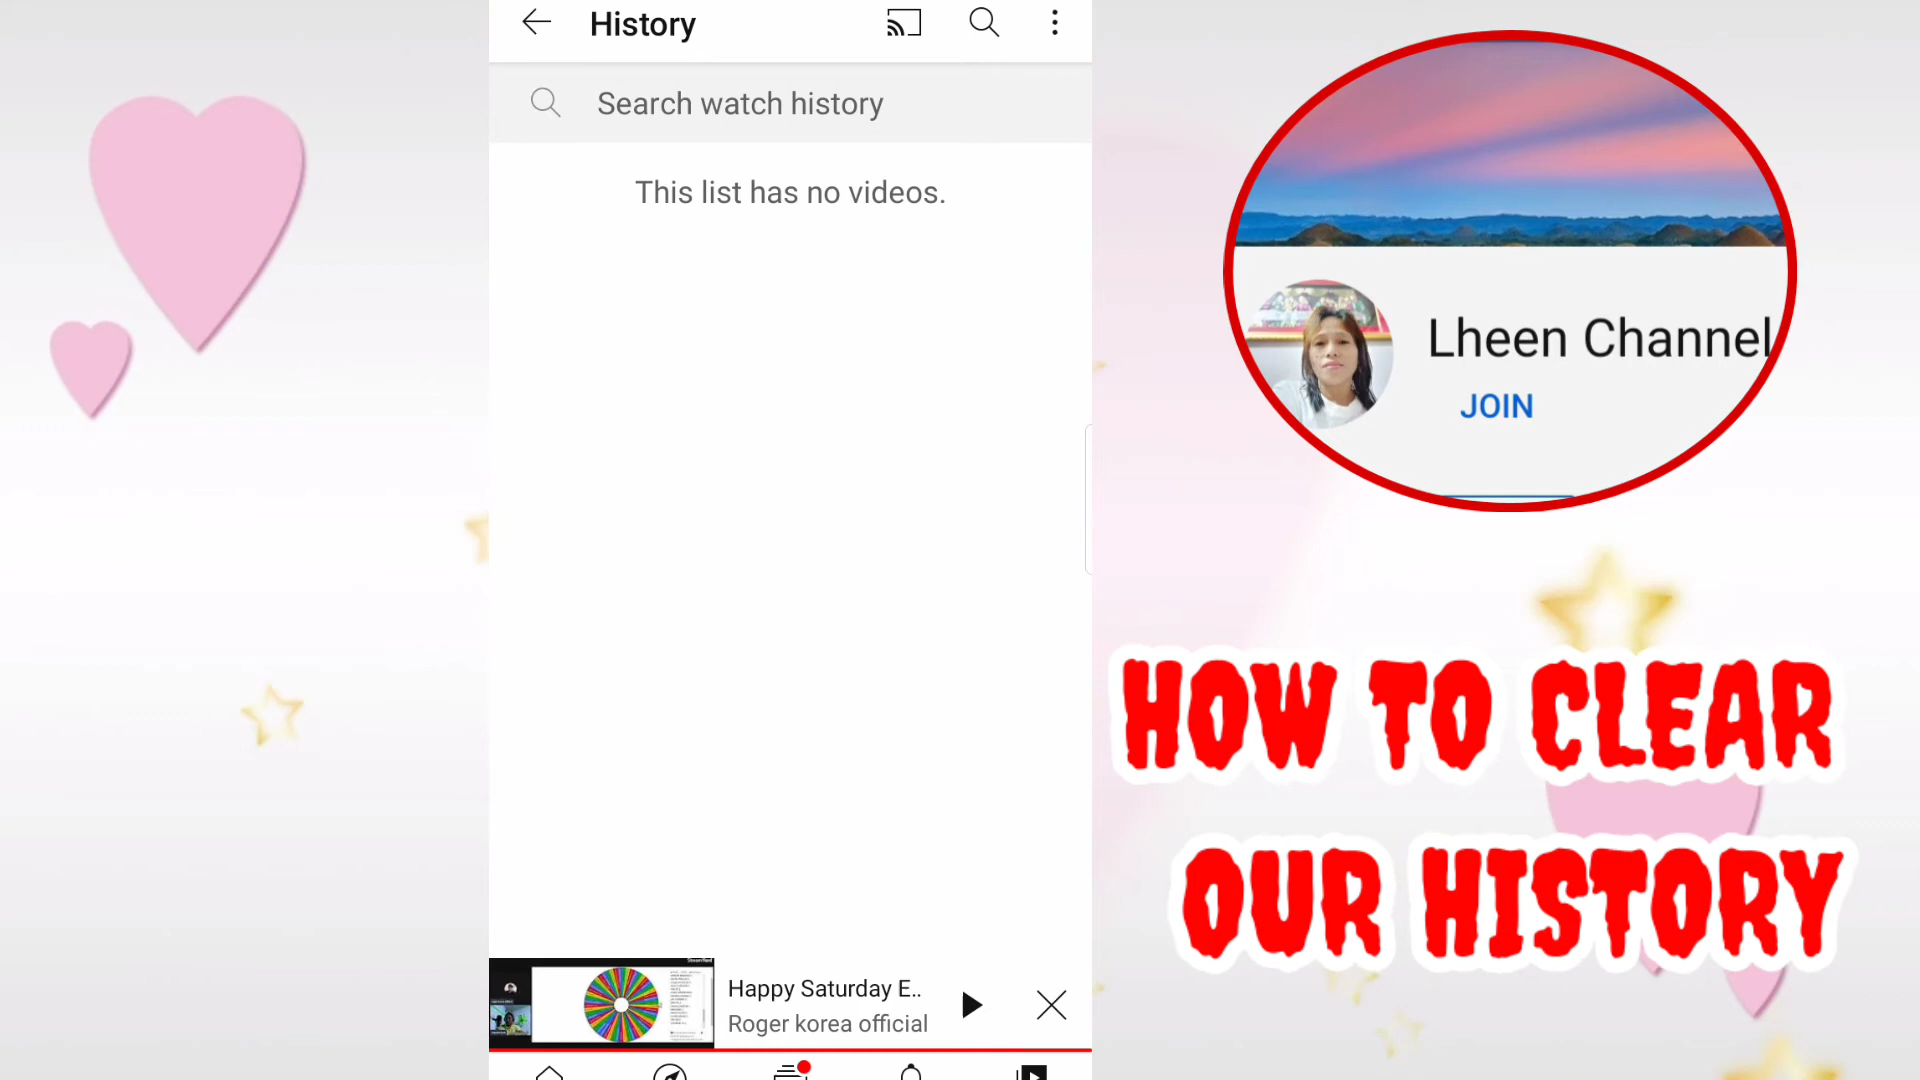 History
Search watch history
This list has no videos.
Lheen Channel
JOIN
HOW TO CLEAR
OUR HISTORY
Happy Saturday E..
Roger korea official